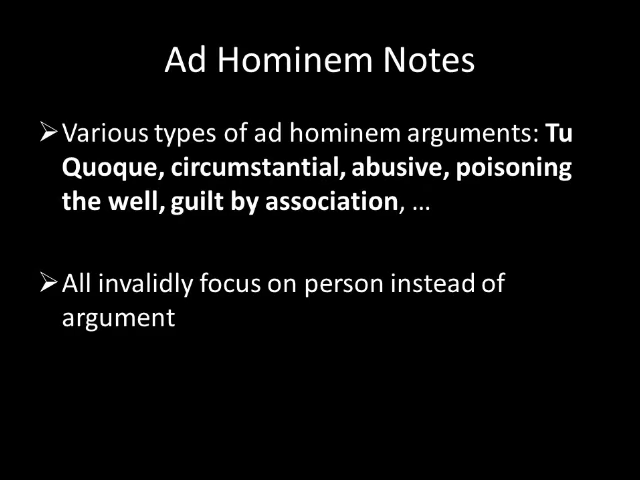 Ad Hominem Notes
➢Various types of ad hominem arguments: Tu
Quoque, circumstantial, abusive, poisoning
the well, guilt by association, …
➢All invalidly focus on person instead of
argument